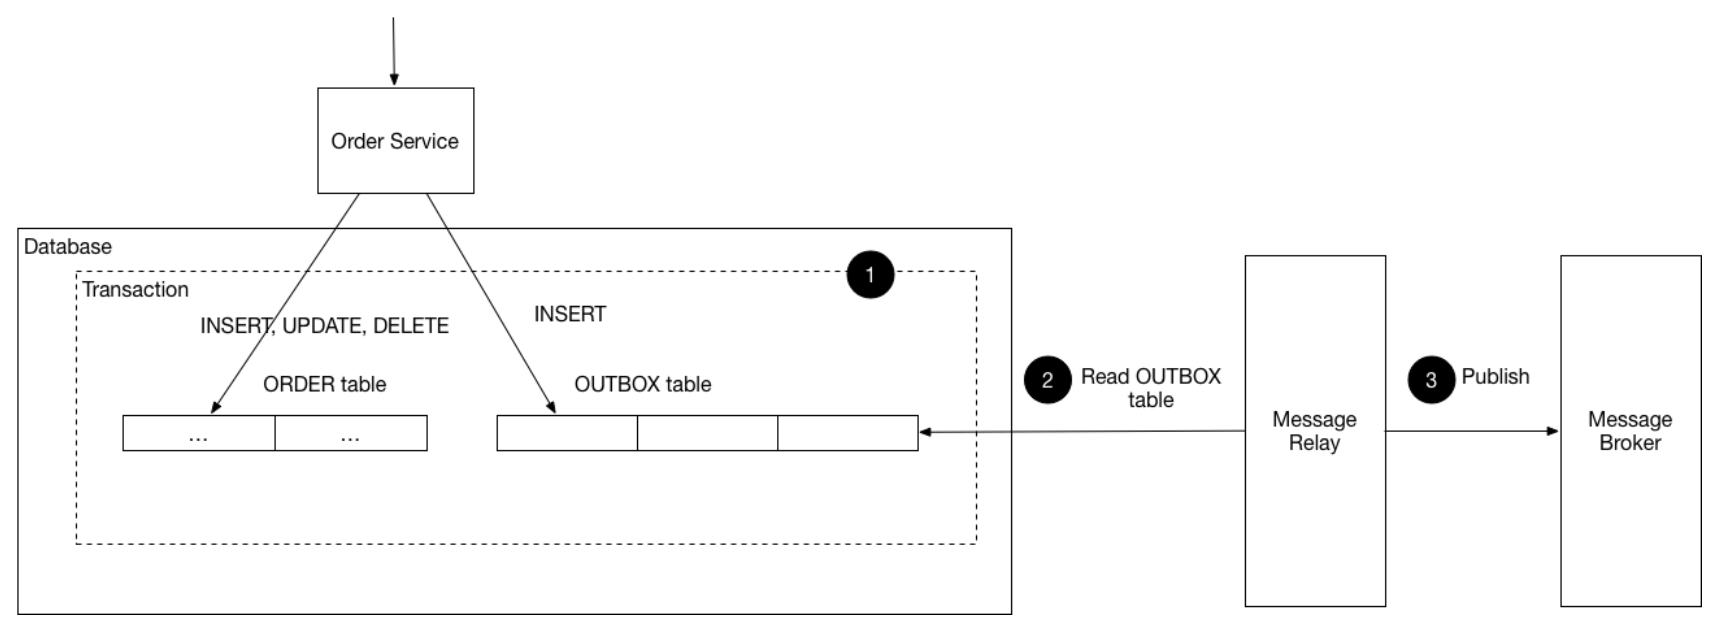 Order Service
Database
Transaction
1
INSERT, UPDATE, DELETE
INSERT
ORDER table
OUTBOX table
... ...
2
Read OUTBOX
table
3
Publish
Message
Relay
Message
Broker